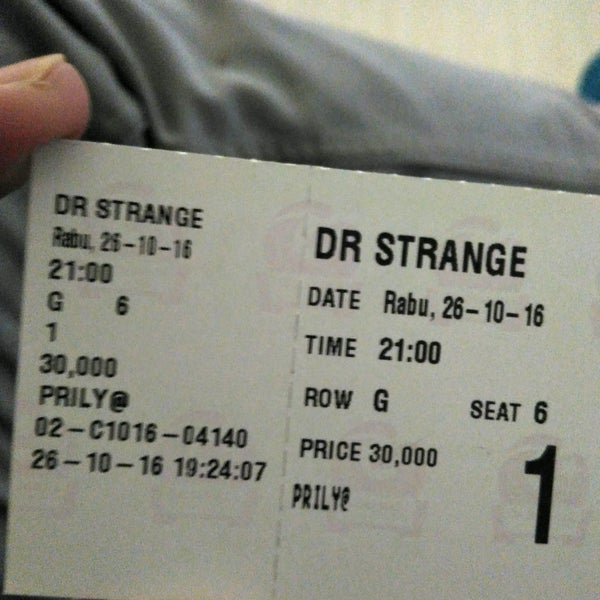 DR STRANGE
Rabu, 26-10-16
21:00
G 6
1
30,000
PRILY@
02-C1016-04140
26-10-16 19:24:07
DR STRANGE
DATE Rabu, 26-10-16
TIME 21:00
ROW G SEAT 6
PRICE 30,000
PRILY@
1